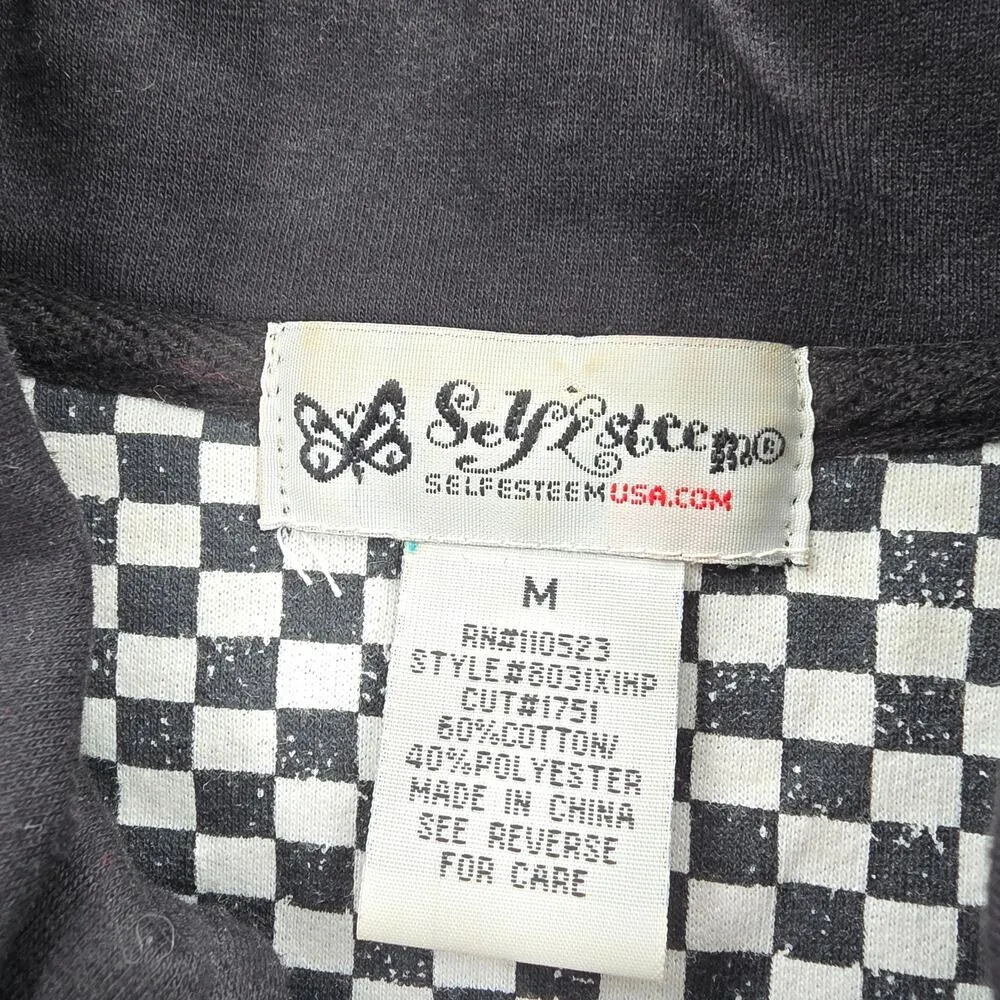 Self Esteem®
SELFESTEEMUSA.COM
M
RN#110523
STYLE#8031X1HP
CUT#1751
60%COTTON/
40%POLYESTER
MADE IN CHINA
SEE REVERSE
FOR CARE